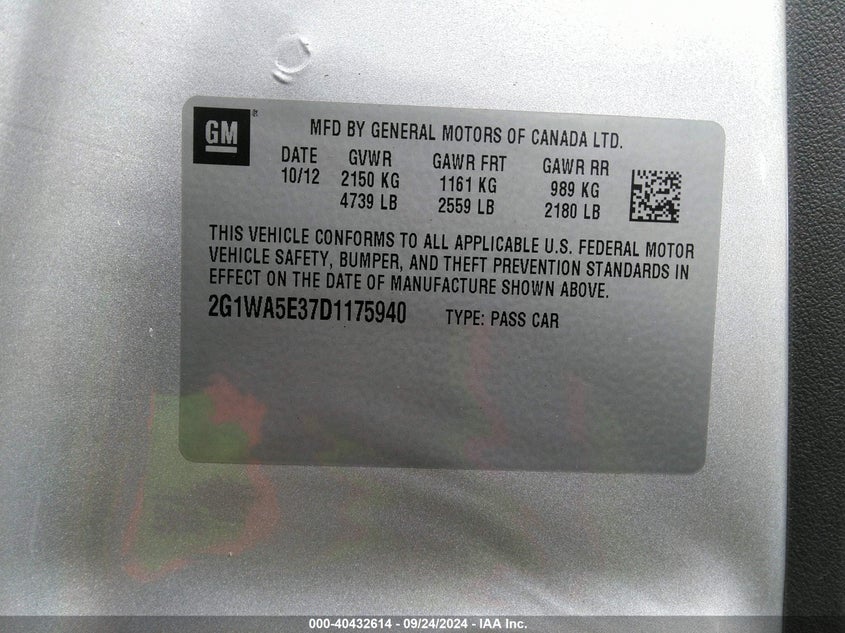 GM
MFD BY GENERAL MOTORS OF CANADA LTD.
DATE GVWR GAWR FRT GAWR RR
10/12 2150 KG 1161 KG 989 KG
4739 LB 2559 LB 2180 LB
THIS VEHICLE CONFORMS TO ALL APPLICABLE U.S. FEDERAL MOTOR
VEHICLE SAFETY, BUMPER, AND THEFT PREVENTION STANDARDS IN
EFFECT ON THE DATE OF MANUFACTURE SHOWN ABOVE.
2G1WA5E37D1175940 TYPE: PASS CAR
000-40432614 - 09/24/2024 - IAA Inc.